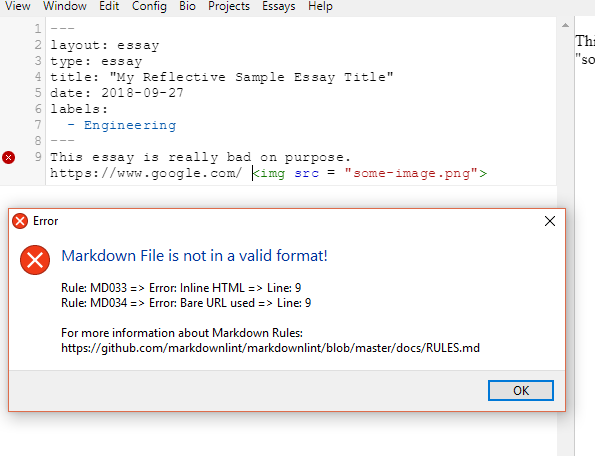 View Window Edit Config Bio Projects Essays Help
1 ---
2 layout: essay
3 type: essay
4 title: "My Reflective Sample Essay Title"
5 date: 2018-09-27
6 labels:
7 - Engineering
8 ---
9 This essay is really bad on purpose.
https://www.google.com/ <img src = "some-image.png">
Thi
"so
Error
Markdown File is not in a valid format!
Rule: MD033 => Error: Inline HTML => Line: 9
Rule: MD034 => Error: Bare URL used => Line: 9
For more information about Markdown Rules:
https://github.com/markdownlint/markdownlint/blob/master/docs/RULES.md
OK